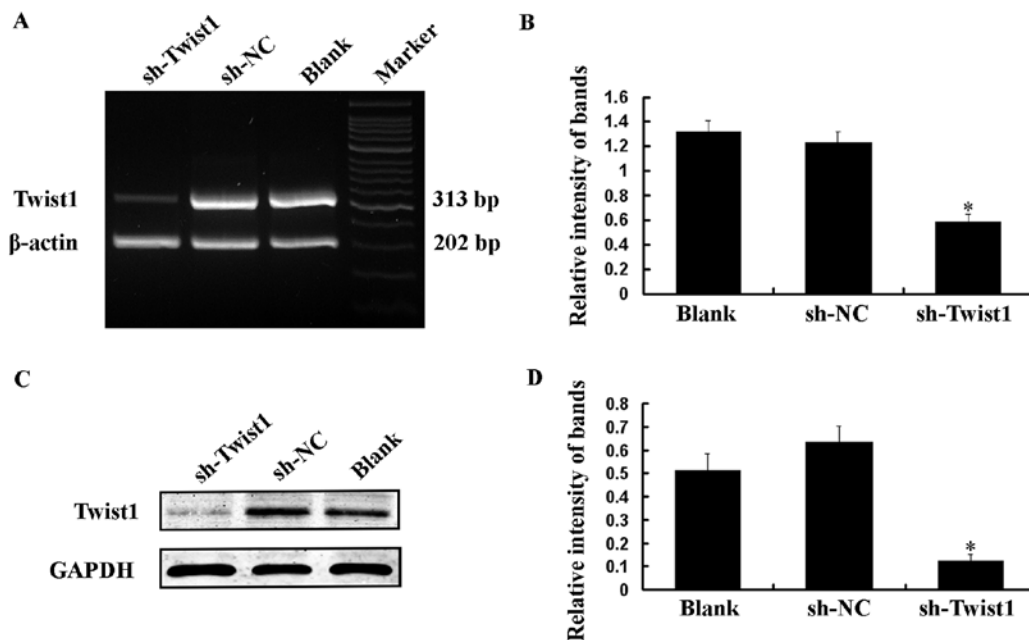 A
sh-Twist1
sh-NC
Blank
Marker
Twist1
313 bp
β-actin
202 bp
B
Relative intensity of bands
1.6
1.4
1.2
1
0.8
0.6
0.4
0.2
0
*
Blank
sh-NC
sh-Twist1
C
sh-Twist1
sh-NC
Blank
Twist1
GAPDH
D
Relative intensity of bands
0.8
0.7
0.6
0.5
0.4
0.3
0.2
0.1
0
*
Blank
sh-NC
sh-Twist1